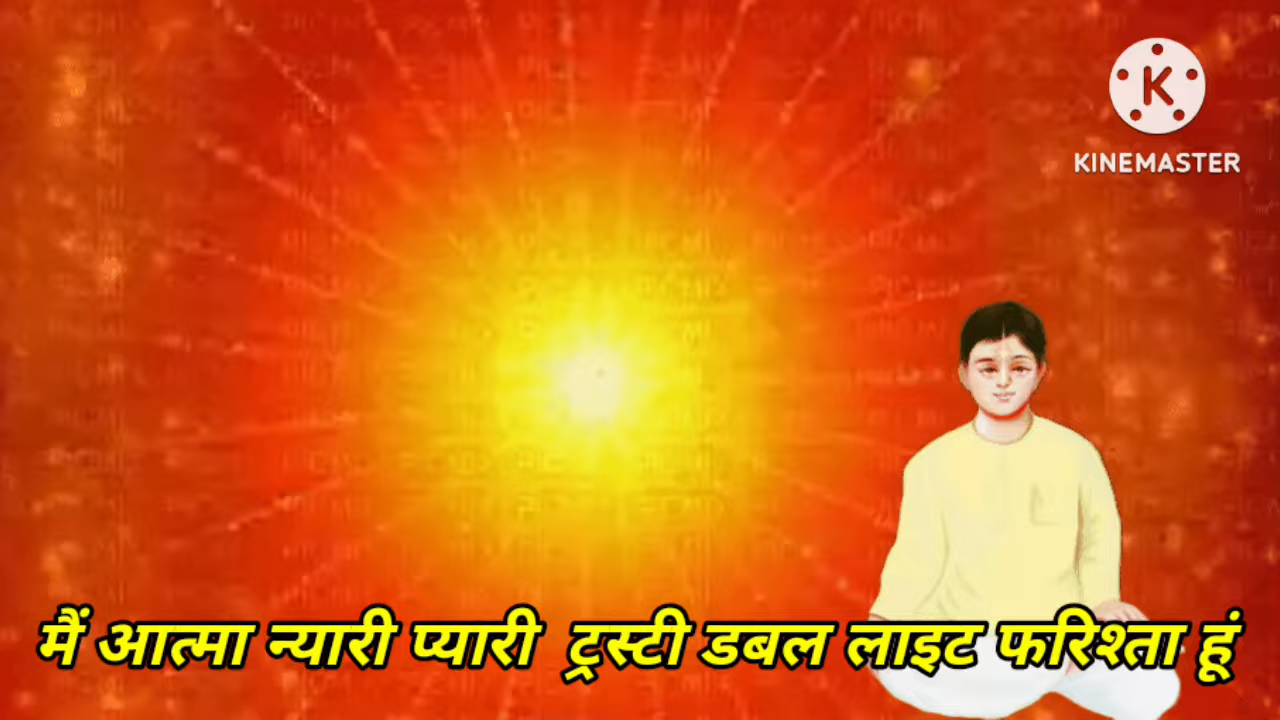 K
KINEMASTER
मैं आत्मा न्यारी प्यारी ट्रस्टी डबल लाइट फरिश्ता हूं